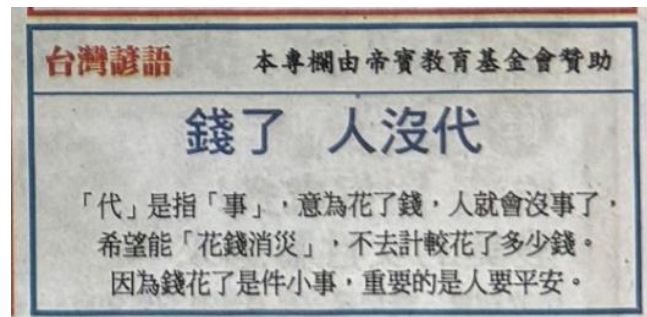 台灣諺語 本專欄由帝寶教育基金會贊助
錢了 人沒代
「代」是指「事」，意為花了錢，人就會沒事了，
希望能「花錢消災」，不去計較花了多少錢。
因為錢花了是件小事，重要的是人要平安。